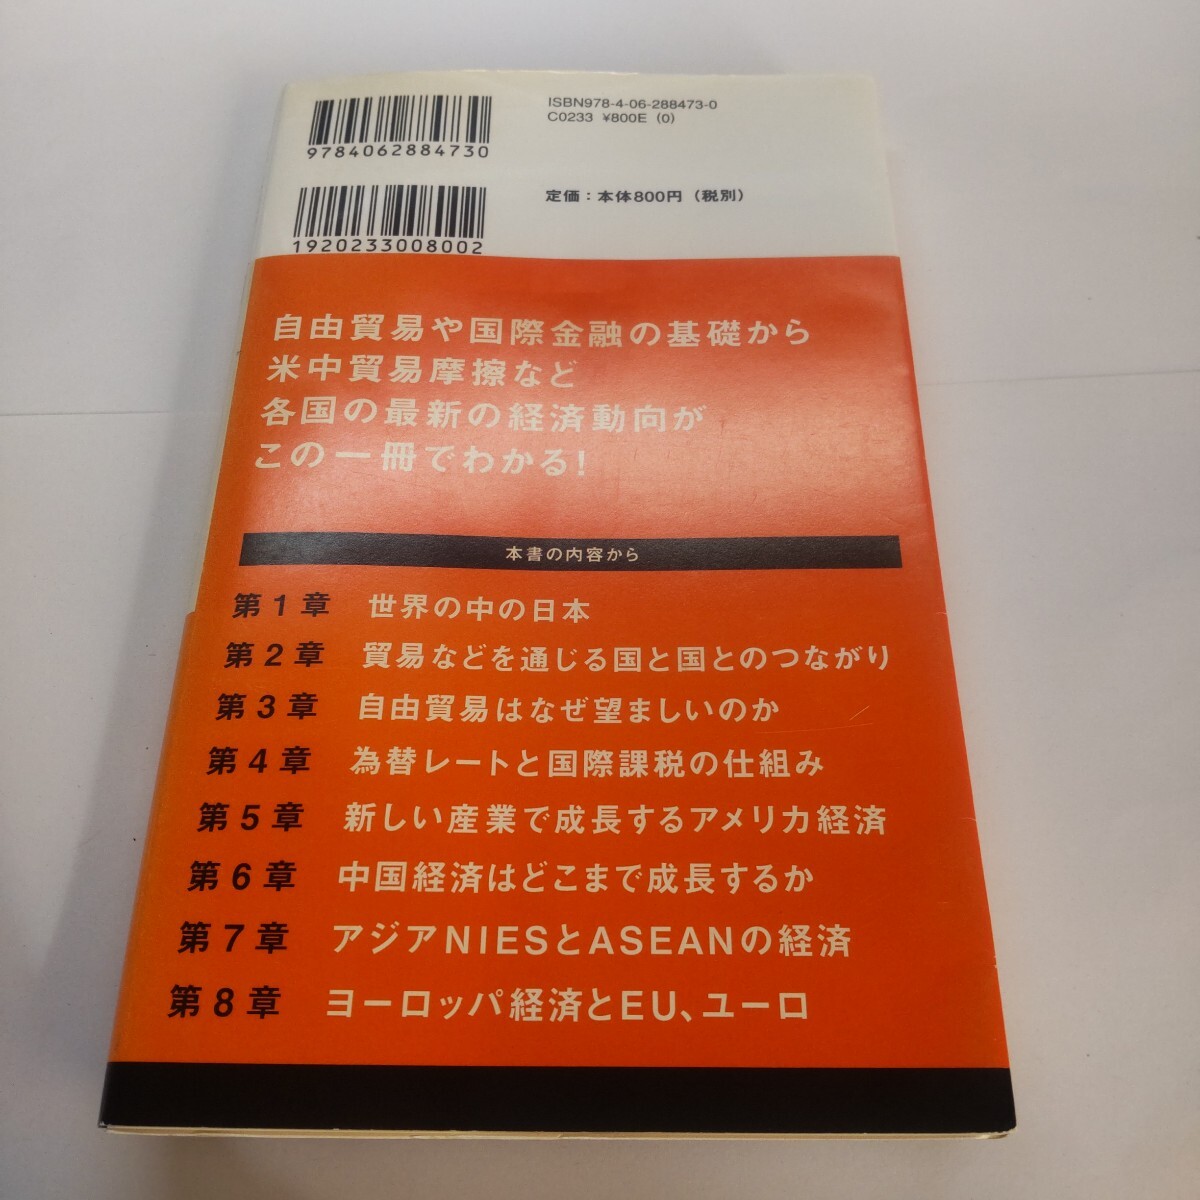 ISBN978-4-06-288473-0
C0233 ¥800E (0)
9784062884730
定価：本体800円（税別）
1920233008002
自由貿易や国際金融の基礎から
米中貿易摩擦など
各国の最新の経済動向が
この一冊でわかる！
本書の内容から
第1章 世界の中の日本
第2章 貿易などを通じる国と国とのつながり
第3章 自由貿易はなぜ望ましいのか
第4章 為替レートと国際課税の仕組み
第5章 新しい産業で成長するアメリカ経済
第6章 中国経済はどこまで成長するか
第7章 アジアNIESとASEANの経済
第8章 ヨーロッパ経済とEU、ユーロ